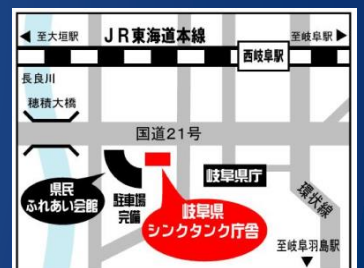 ◀ 至大垣駅
JR東海道本線
至岐阜駅 ▶
西岐阜駅
長良川
穂積大橋
国道21号
県民
ふれあい会館
駐車場
完備
岐阜県庁
岐阜県
シンクタンク庁舎
環状線
至岐阜羽島駅
▼